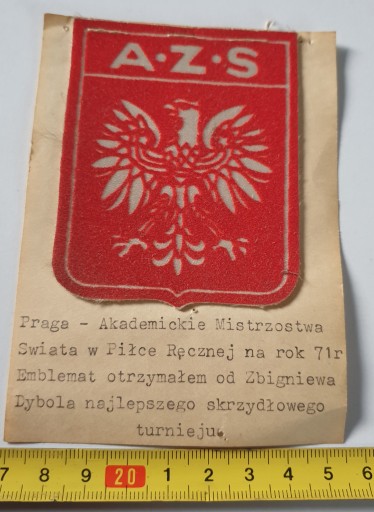 A·Z·S
Praga - Akademickie Mistrzostwa
Swiata w Piłce Ręcznej na rok 71r
Emblemat otrzymałem od Zbigniewa
Dybola najlepszego skrzydłowego
turnieju.
7 8 9 20 1 2 3 4 5 6